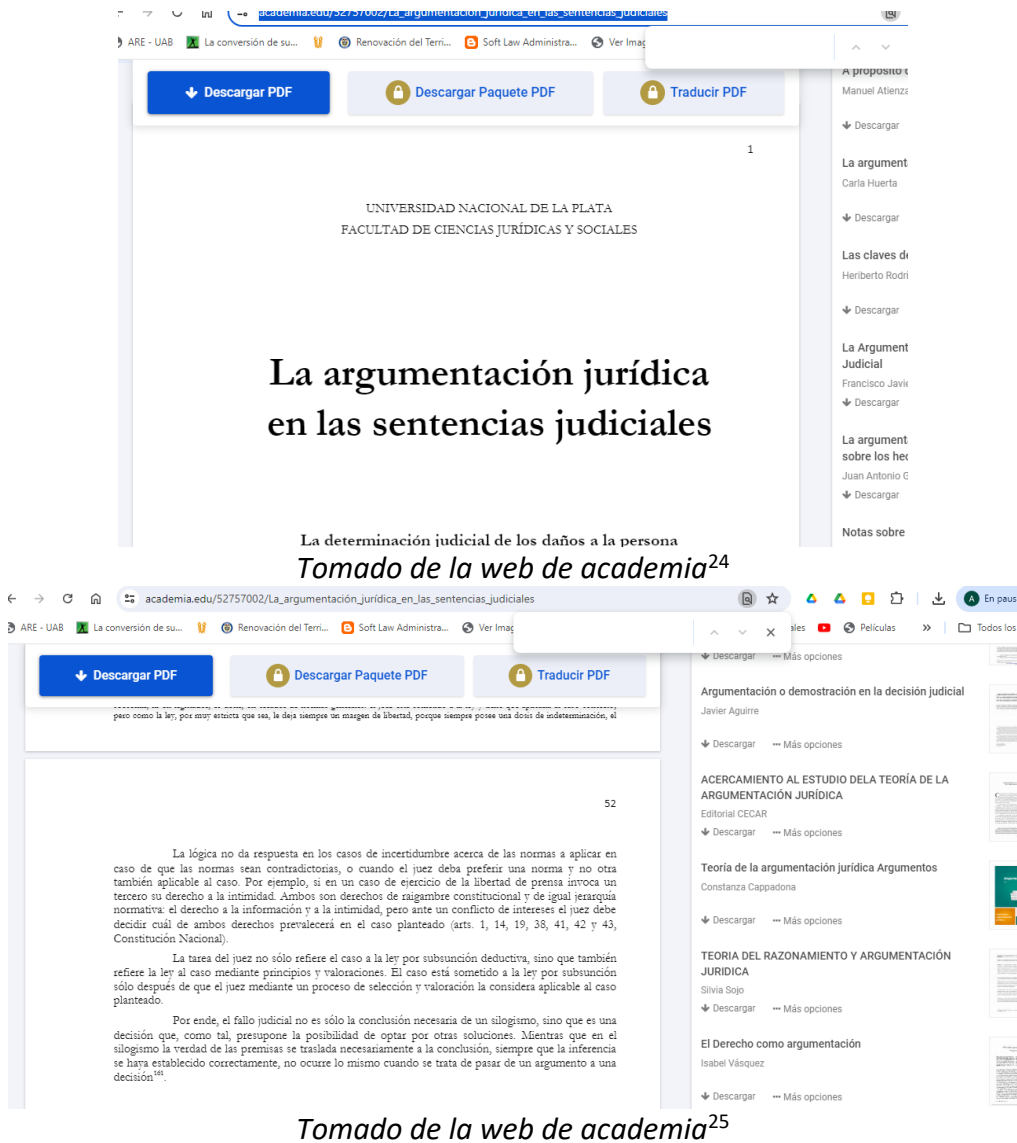 academia.edu/52757002/La_argumentación_jurídica_en_las_sentencias_judiciales
ARE - UAB La conversión de su... Renovación del Terri... Soft Law Administra... Ver Imag
Descargar PDF Descargar Paquete PDF Traducir PDF
1
UNIVERSIDAD NACIONAL DE LA PLATA
FACULTAD DE CIENCIAS JURÍDICAS Y SOCIALES
La argumentación jurídica
en las sentencias judiciales
La determinación judicial de los daños a la persona
A propósito
Manuel Atienza
Descargar
La argument
Carla Huerta
Descargar
Las claves de
Heriberto Rodri
Descargar
La Argument
Judicial
Francisco Javie
Descargar
La argument
sobre los hec
Juan Antonio G
Descargar
Notas sobre
Tomado de la web de academia24
academia.edu/52757002/La_argumentación_jurídica_en_las_sentencias_judiciales En paus
ARE - UAB La conversión de su... Renovación del Terri... Soft Law Administra... Ver Imag ales Películas » Todos los
Descargar PDF Descargar Paquete PDF Traducir PDF
pero como la ley, por muy estricta que sea, le deja siempre un margen de libertad, porque siempre posee una dosis de indeterminación, el
52
La lógica no da respuesta en los casos de incertidumbre acerca de las normas a aplicar en
caso de que las normas sean contradictorias, o cuando el juez deba preferir una norma y no otra
también aplicable al caso. Por ejemplo, si en un caso de ejercicio de la libertad de prensa invoca un
tercero su derecho a la intimidad. Ambos son derechos de raigambre constitucional y de igual jerarquía
normativa: el derecho a la información y a la intimidad, pero ante un conflicto de intereses el juez debe
decidir cuál de ambos derechos prevalecerá en el caso planteado (arts. 1, 14, 19, 38, 41, 42 y 43,
Constitución Nacional).
La tarea del juez no sólo refiere el caso a la ley por subsunción deductiva, sino que también
refiere la ley al caso mediante principios y valoraciones. El caso está sometido a la ley por subsunción
sólo después de que el juez mediante un proceso de selección y valoración la considera aplicable al caso
planteado.
Por ende, el fallo judicial no es sólo la conclusión necesaria de un silogismo, sino que es una
decisión que, como tal, presupone la posibilidad de optar por otras soluciones. Mientras que en el
silogismo la verdad de las premisas se traslada necesariamente a la conclusión, siempre que la inferencia
se haya establecido correctamente, no ocurre lo mismo cuando se trata de pasar de un argumento a una
decisión161.
Descargar Más opciones
Argumentación o demostración en la decisión judicial
Javier Aguirre
Descargar Más opciones
ACERCAMIENTO AL ESTUDIO DELA TEORÍA DE LA
ARGUMENTACIÓN JURÍDICA
Editorial CECAR
Descargar Más opciones
Teoría de la argumentación jurídica Argumentos
Constanza Cappadona
Descargar Más opciones
TEORIA DEL RAZONAMIENTO Y ARGUMENTACIÓN
JURIDICA
Silvia Sojo
Descargar Más opciones
El Derecho como argumentación
Isabel Vásquez
Descargar Más opciones
Tomado de la web de academia25